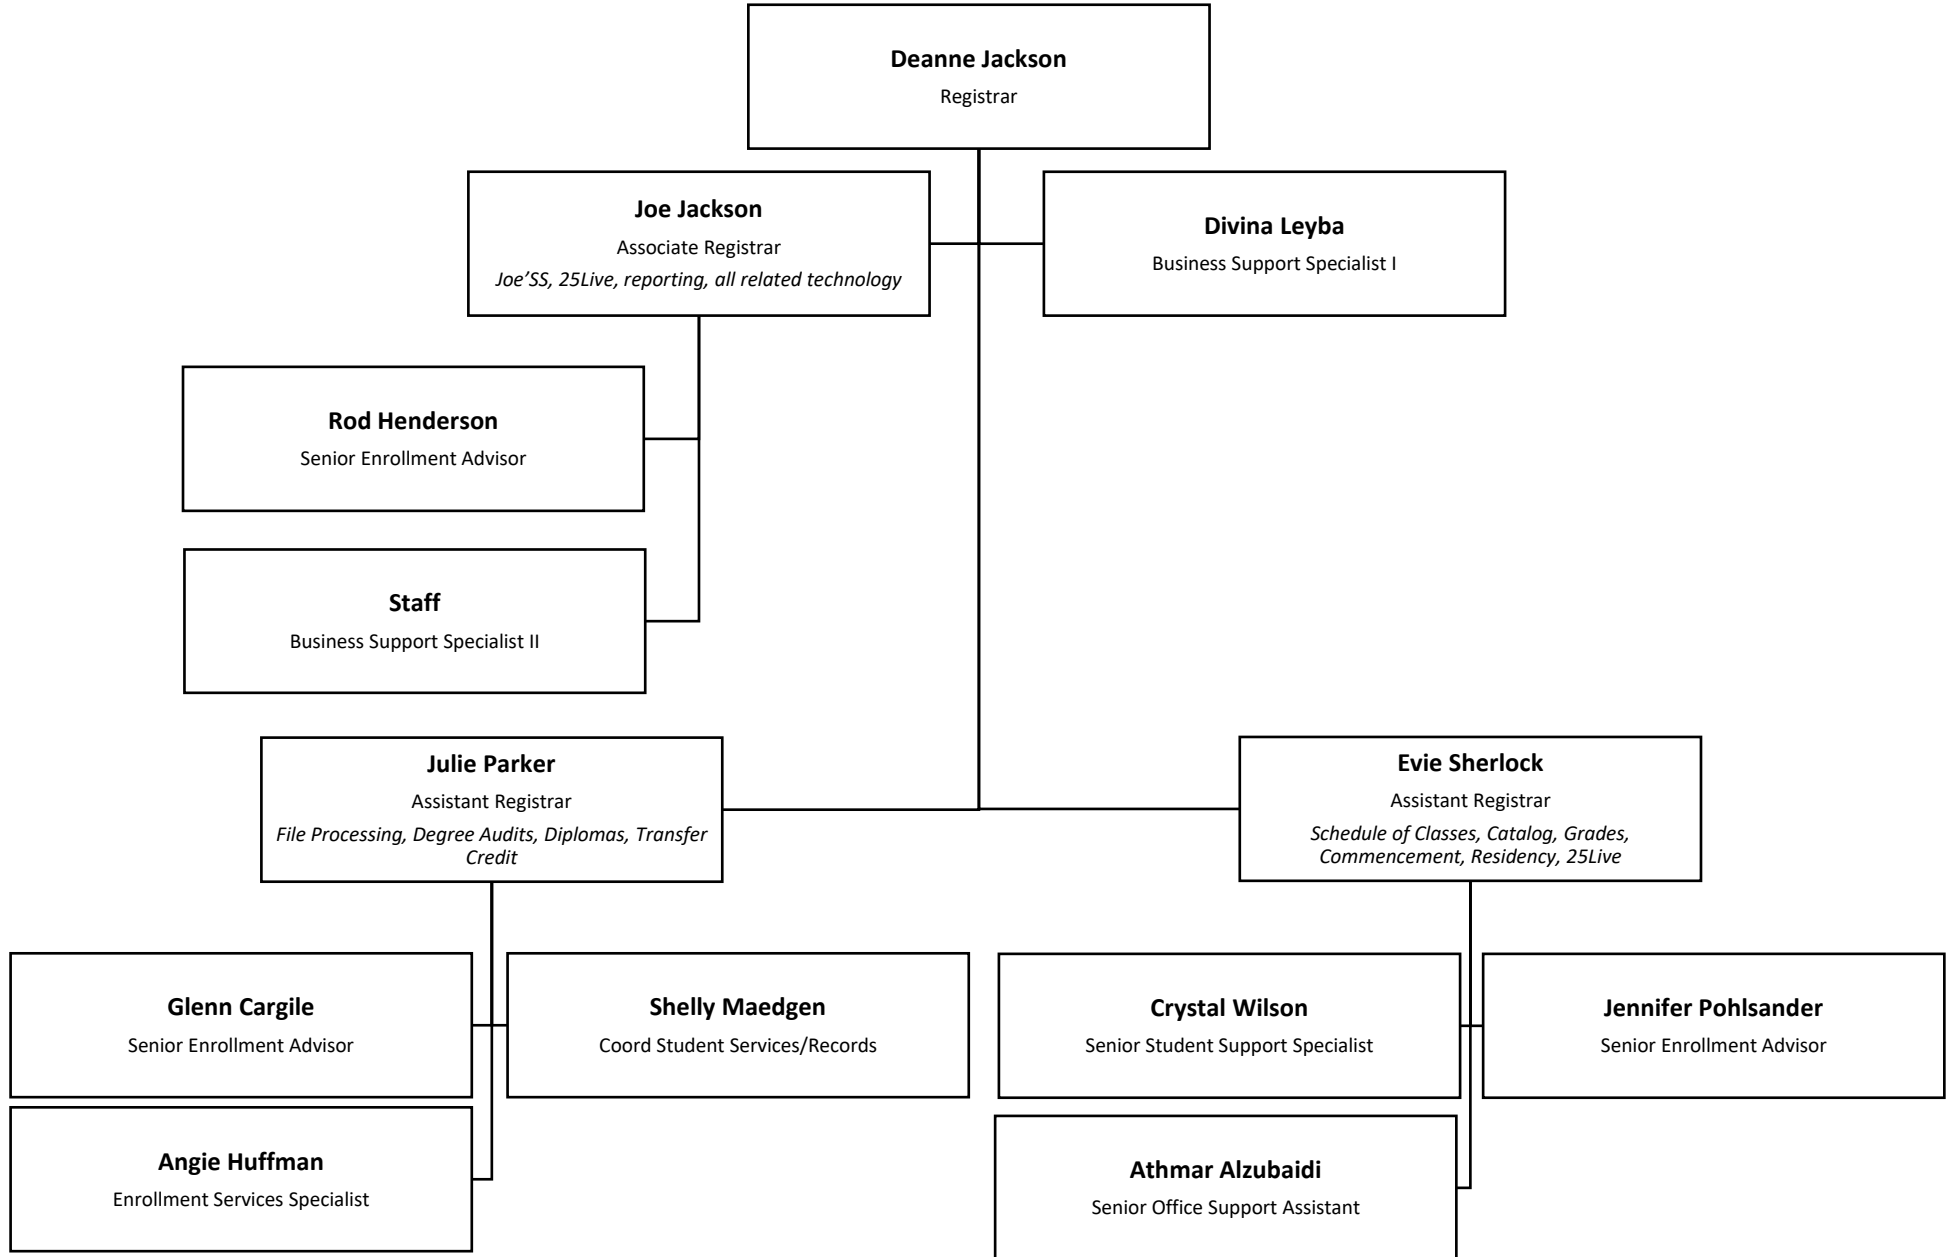 Deanne Jackson
Registrar
Joe Jackson
Associate Registrar
Joe’SS, 25Live, reporting, all related technology
Divina Leyba
Business Support Specialist I
Rod Henderson
Senior Enrollment Advisor
Staff
Business Support Specialist II
Julie Parker
Assistant Registrar
File Processing, Degree Audits, Diplomas, Transfer
Credit
Evie Sherlock
Assistant Registrar
Schedule of Classes, Catalog, Grades,
Commencement, Residency, 25Live
Glenn Cargile
Senior Enrollment Advisor
Shelly Maedgen
Coord Student Services/Records
Crystal Wilson
Senior Student Support Specialist
Jennifer Pohlsander
Senior Enrollment Advisor
Angie Huffman
Enrollment Services Specialist
Athmar Alzubaidi
Senior Office Support Assistant